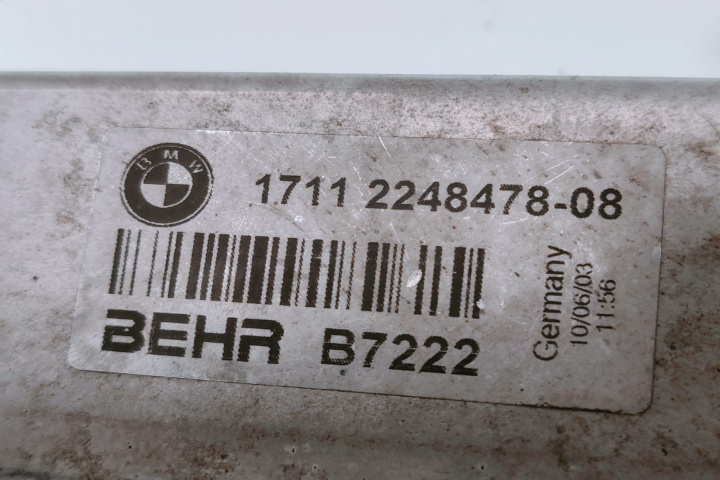 BMW
1711 2248478-08
BEHR B7222
Germany
10/06/03
11:56